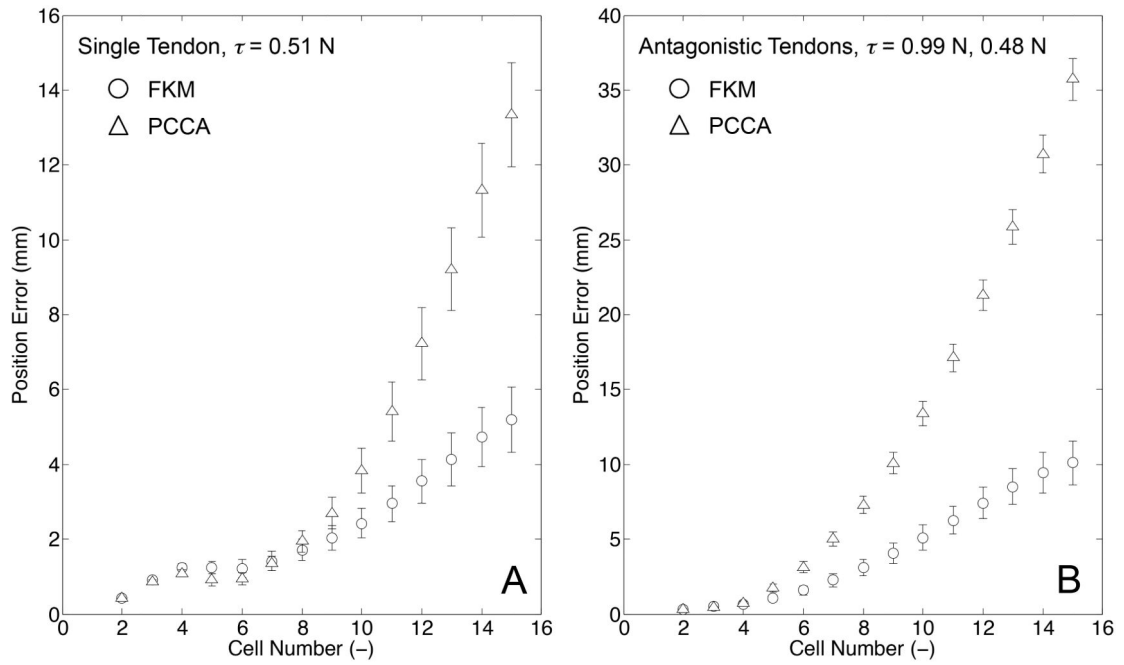 Single Tendon, τ = 0.51 N
FKM
PCCA
Position Error (mm)
16
14
12
10
8
6
4
2
0
0 2 4 6 8 10 12 14 16
Cell Number (–)
A
Antagonistic Tendons, τ = 0.99 N, 0.48 N
FKM
PCCA
Position Error (mm)
40
35
30
25
20
15
10
5
0
0 2 4 6 8 10 12 14 16
Cell Number (–)
B